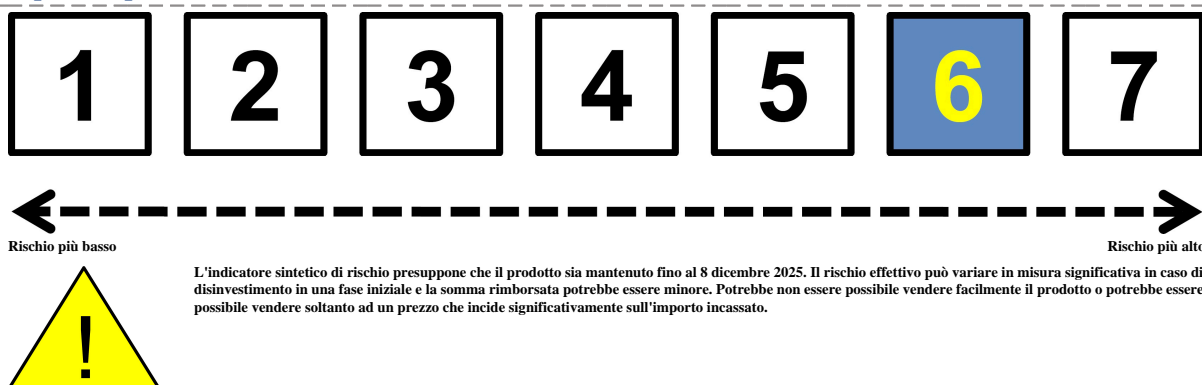 1 2 3 4 5 6 7
Rischio più basso Rischio più alto
!
L'indicatore sintetico di rischio presuppone che il prodotto sia mantenuto fino al 8 dicembre 2025. Il rischio effettivo può variare in misura significativa in caso di
disinvestimento in una fase iniziale e la somma rimborsata potrebbe essere minore. Potrebbe non essere possibile vendere facilmente il prodotto o potrebbe essere
possibile vendere soltanto ad un prezzo che incide significativamente sull'importo incassato.